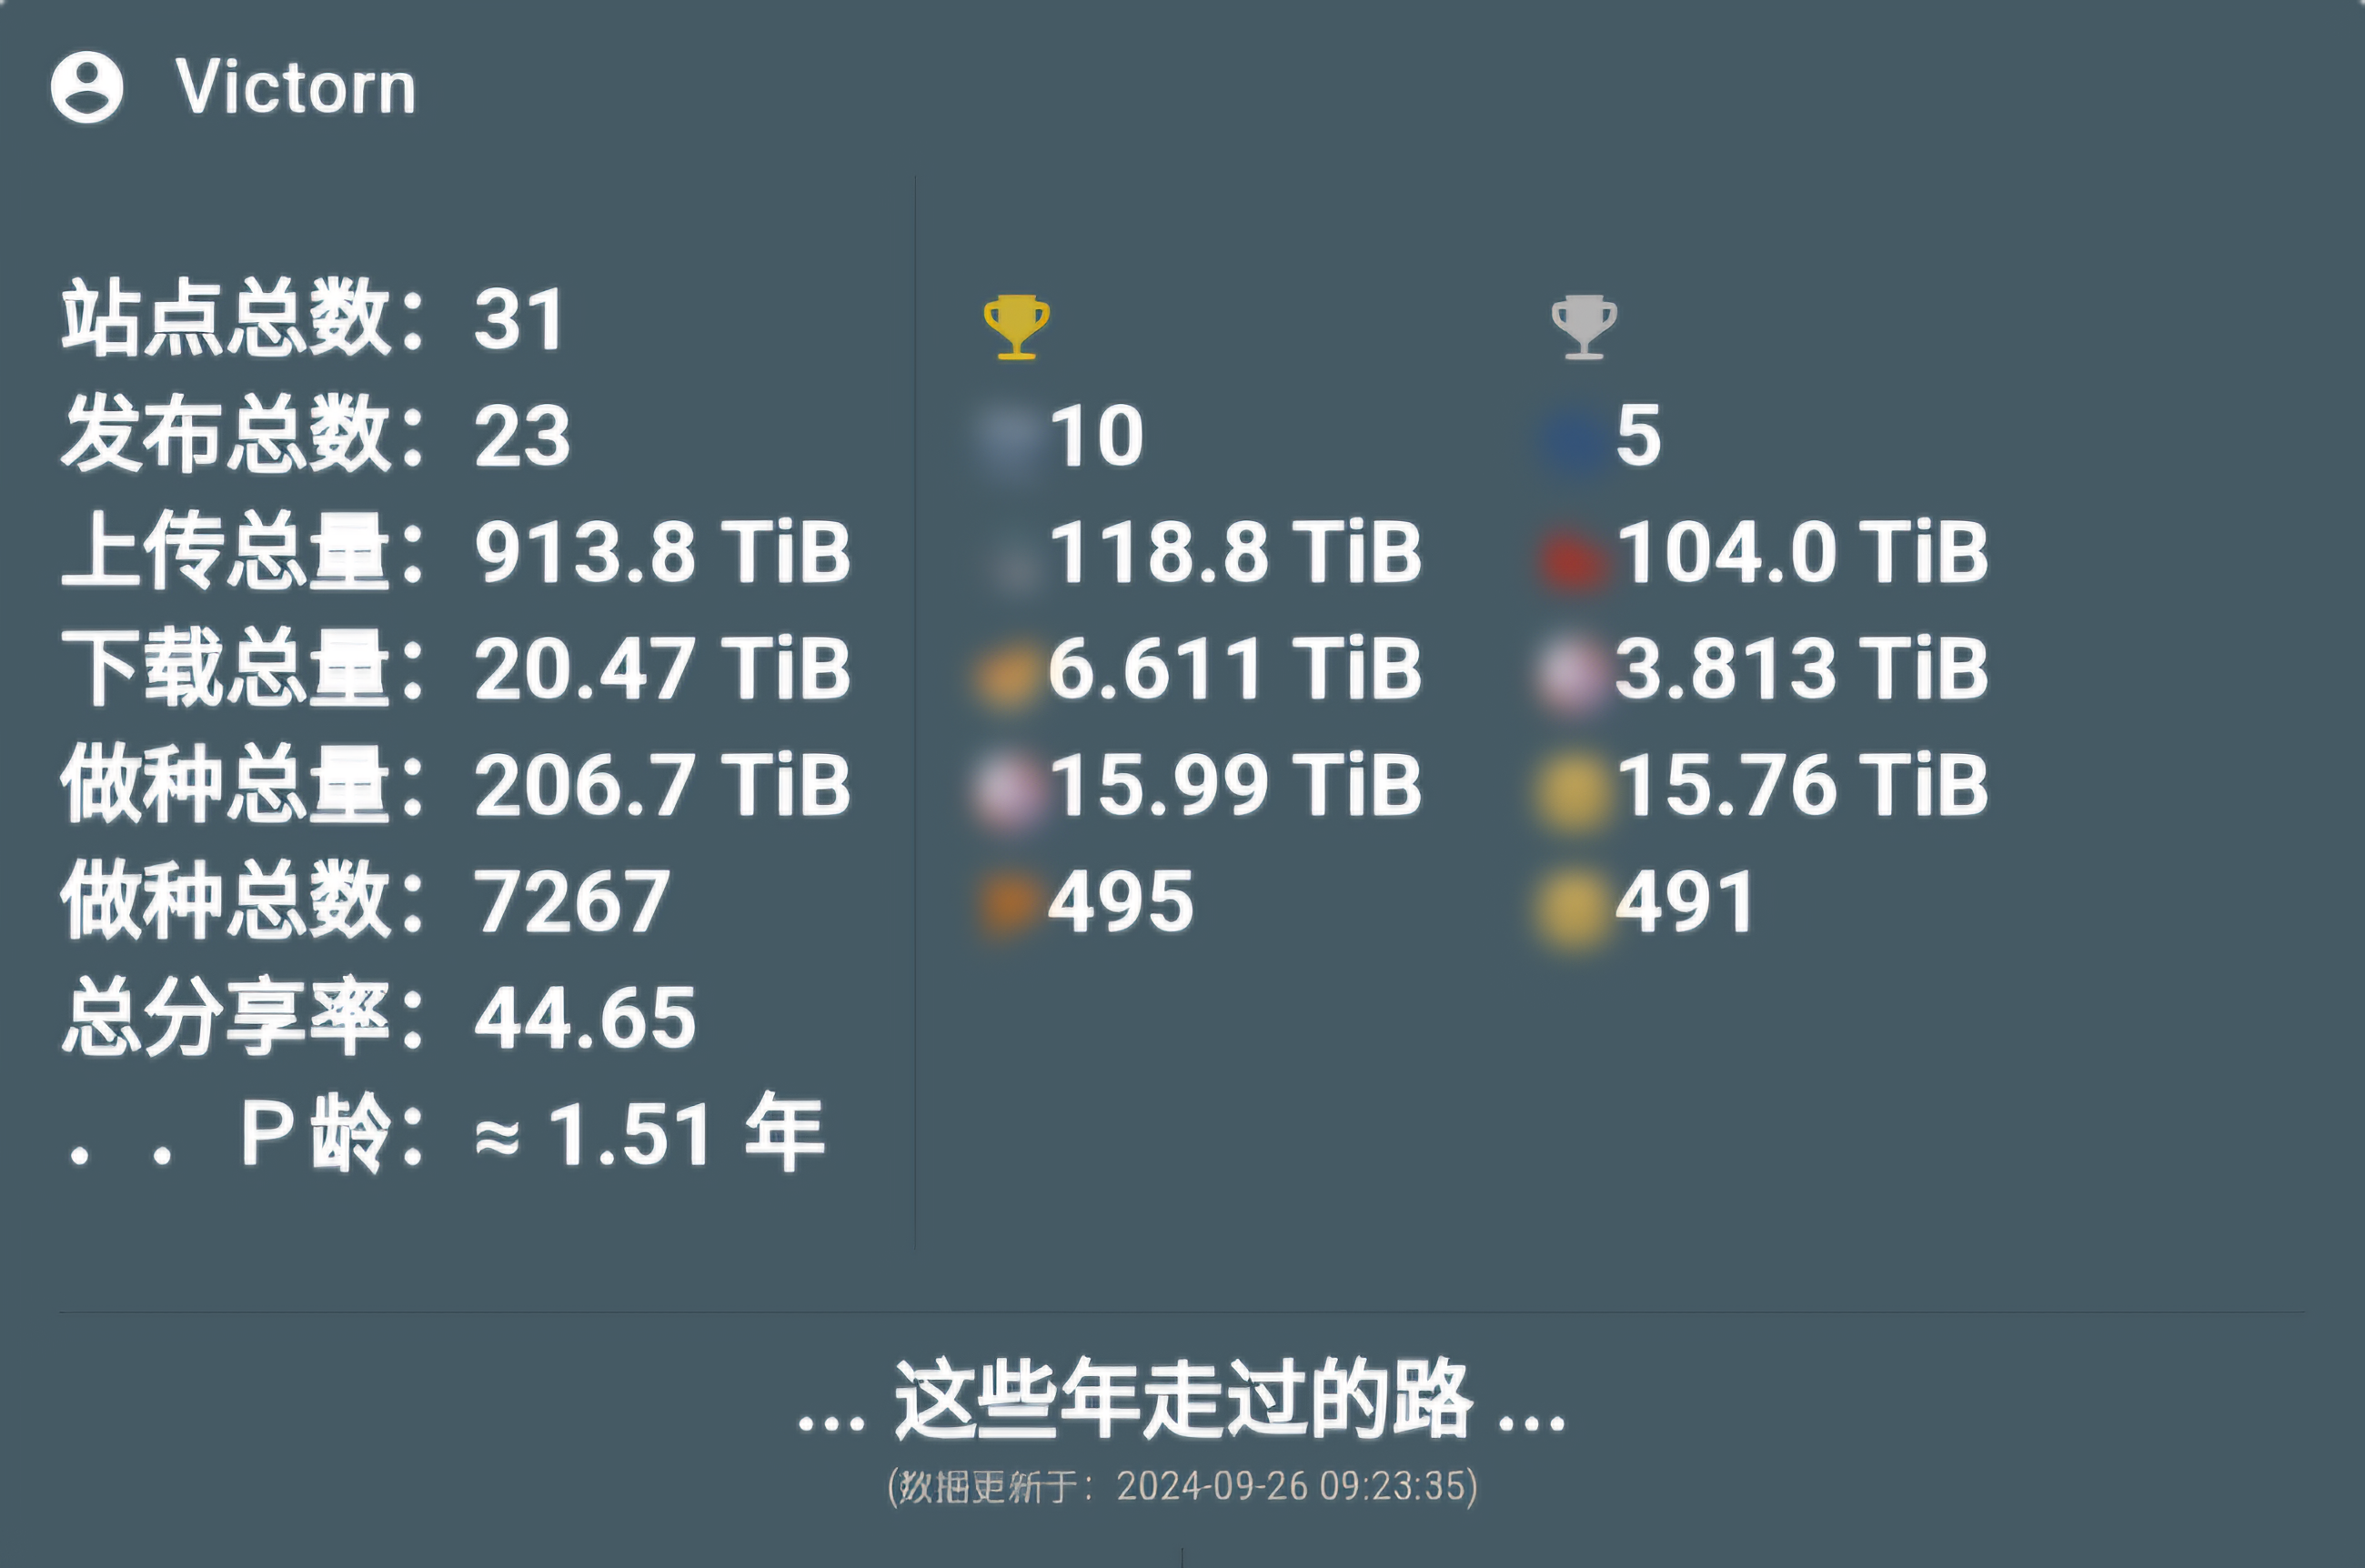 Victorn
站点总数：31
发布总数：23 10 5
上传总量：913.8 TiB 118.8 TiB 104.0 TiB
下载总量：20.47 TiB 6.611 TiB 3.813 TiB
做种总量：206.7 TiB 15.99 TiB 15.76 TiB
做种总数：7267 495 491
总分享率：44.65
. . P龄：≈ 1.51 年
... 这些年走过的路 ...
(数据更新于：2024-09-26 09:23:35)